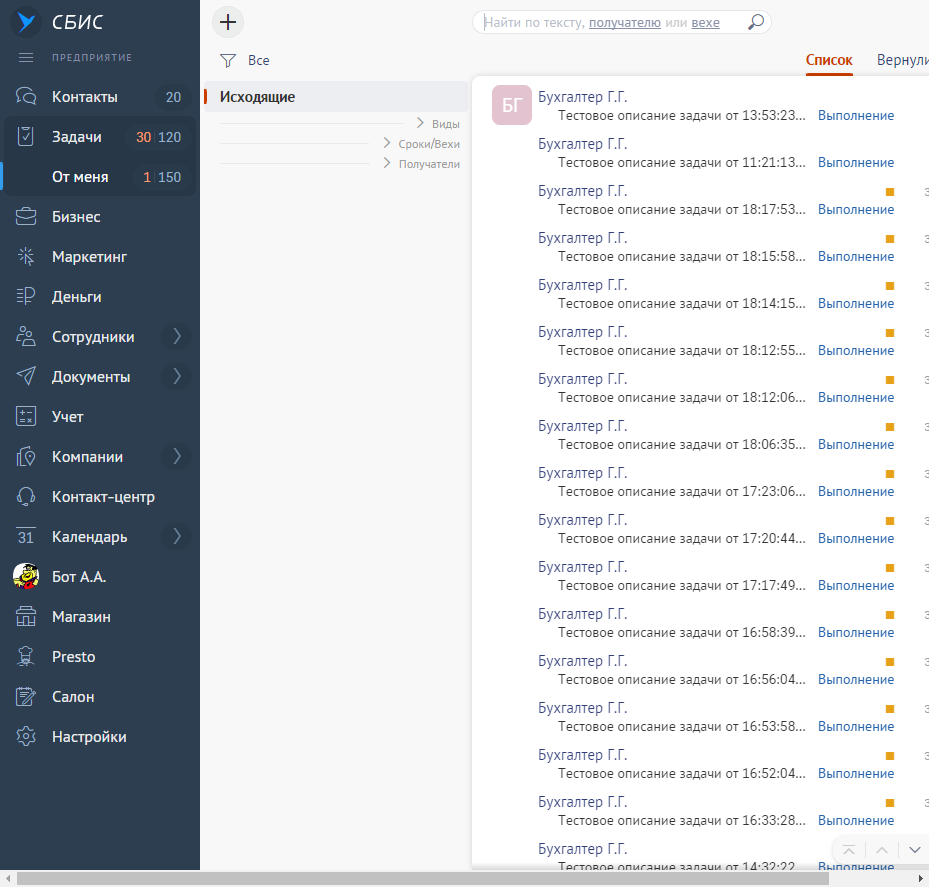 СБИС
ПРЕДПРИЯТИЕ
Контакты 20
Задачи 30 120
От меня 1 150
Бизнес
Маркетинг
Деньги
Сотрудники
Документы
Учет
Компании
Контакт-центр
31 Календарь
Бот А.А.
Магазин
Presto
Салон
Настройки
Найти по тексту, получателю или вехе
Все
Список
Исходящие
Виды
Сроки/Вехи
Получатели
БГ
Бухгалтер Г.Г.
Тестовое описание задачи от 13:53:23... Выполнение
Бухгалтер Г.Г.
Тестовое описание задачи от 11:21:13... Выполнение
Бухгалтер Г.Г.
Тестовое описание задачи от 18:17:53... Выполнение
Бухгалтер Г.Г.
Тестовое описание задачи от 18:15:58... Выполнение
Бухгалтер Г.Г.
Тестовое описание задачи от 18:14:15... Выполнение
Бухгалтер Г.Г.
Тестовое описание задачи от 18:12:55... Выполнение
Бухгалтер Г.Г.
Тестовое описание задачи от 18:12:06... Выполнение
Бухгалтер Г.Г.
Тестовое описание задачи от 18:06:35... Выполнение
Бухгалтер Г.Г.
Тестовое описание задачи от 17:23:06... Выполнение
Бухгалтер Г.Г.
Тестовое описание задачи от 17:20:44... Выполнение
Бухгалтер Г.Г.
Тестовое описание задачи от 17:17:49... Выполнение
Бухгалтер Г.Г.
Тестовое описание задачи от 16:58:39... Выполнение
Бухгалтер Г.Г.
Тестовое описание задачи от 16:56:04... Выполнение
Бухгалтер Г.Г.
Тестовое описание задачи от 16:53:58... Выполнение
Бухгалтер Г.Г.
Тестовое описание задачи от 16:52:04... Выполнение
Бухгалтер Г.Г.
Тестовое описание задачи от 16:33:28... Выполнение
Бухгалтер Г.Г.
Тестовое описание задачи от 14:32:22... Выполнение